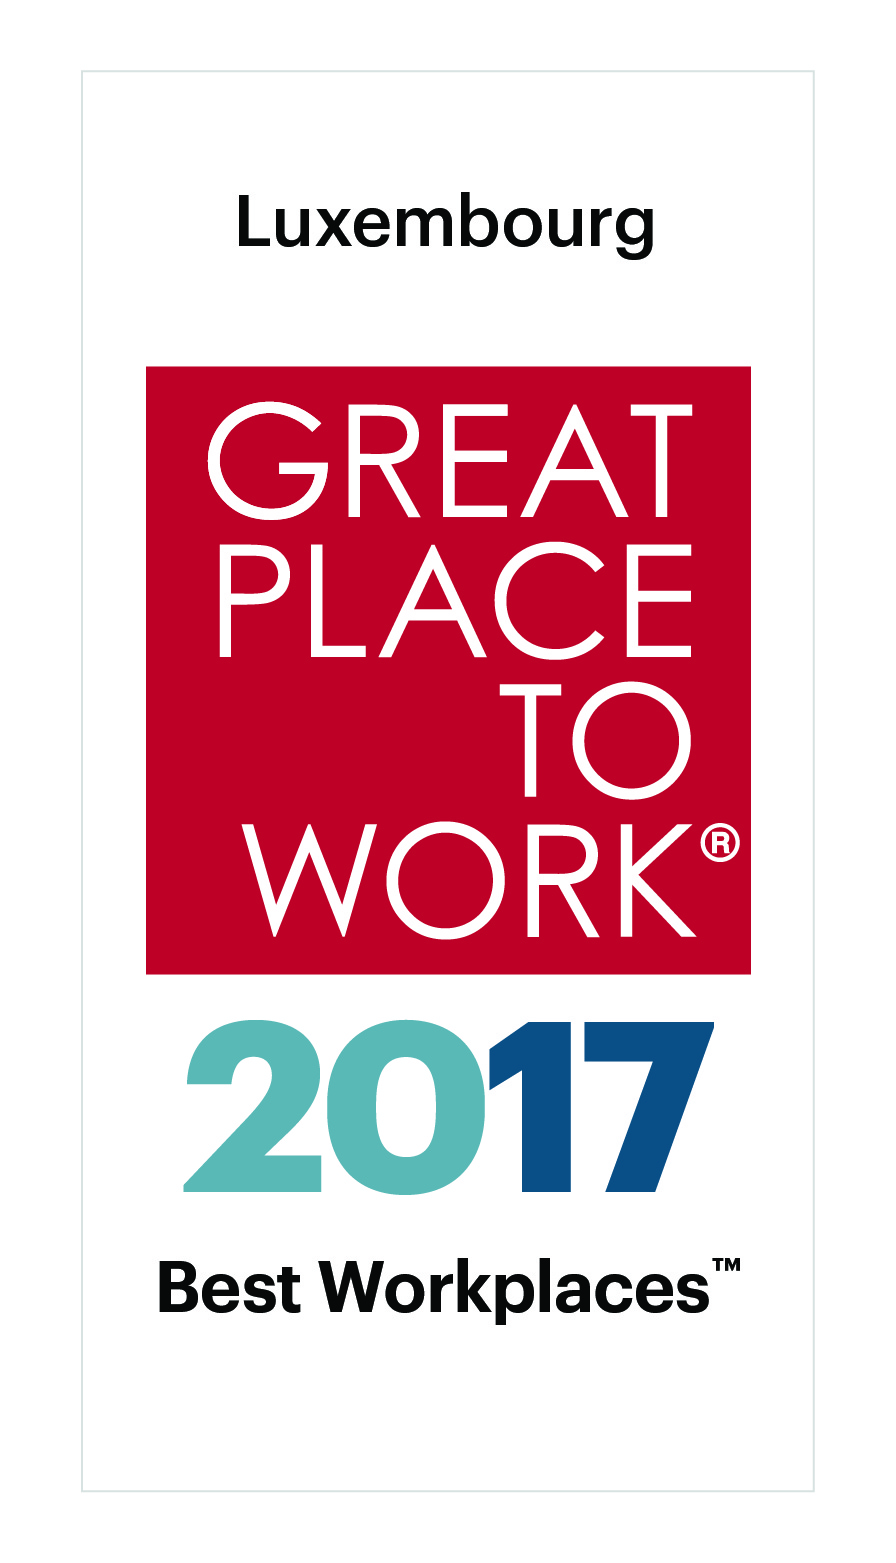 Luxembourg
GREAT
PLACE
TO
WORK®
2017
Best Workplaces™